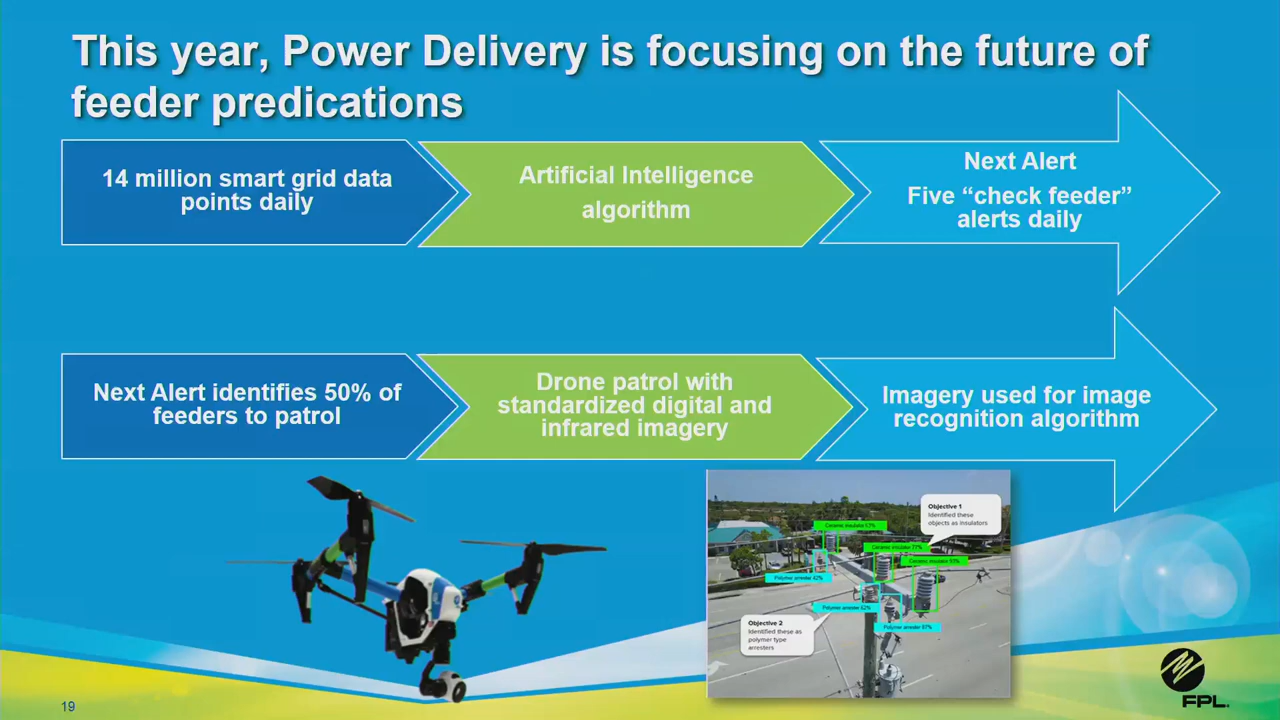 This year, Power Delivery is focusing on the future of
feeder predications
14 million smart grid data
points daily
Artificial Intelligence
algorithm
Next Alert
Five “check feeder”
alerts daily
Next Alert identifies 50% of
feeders to patrol
Drone patrol with
standardized digital and
infrared imagery
Imagery used for image
recognition algorithm
Objective 1
Identified these
objects as insulators
Objective 2
Identified these as
polymer type
arresters
19
FPL.